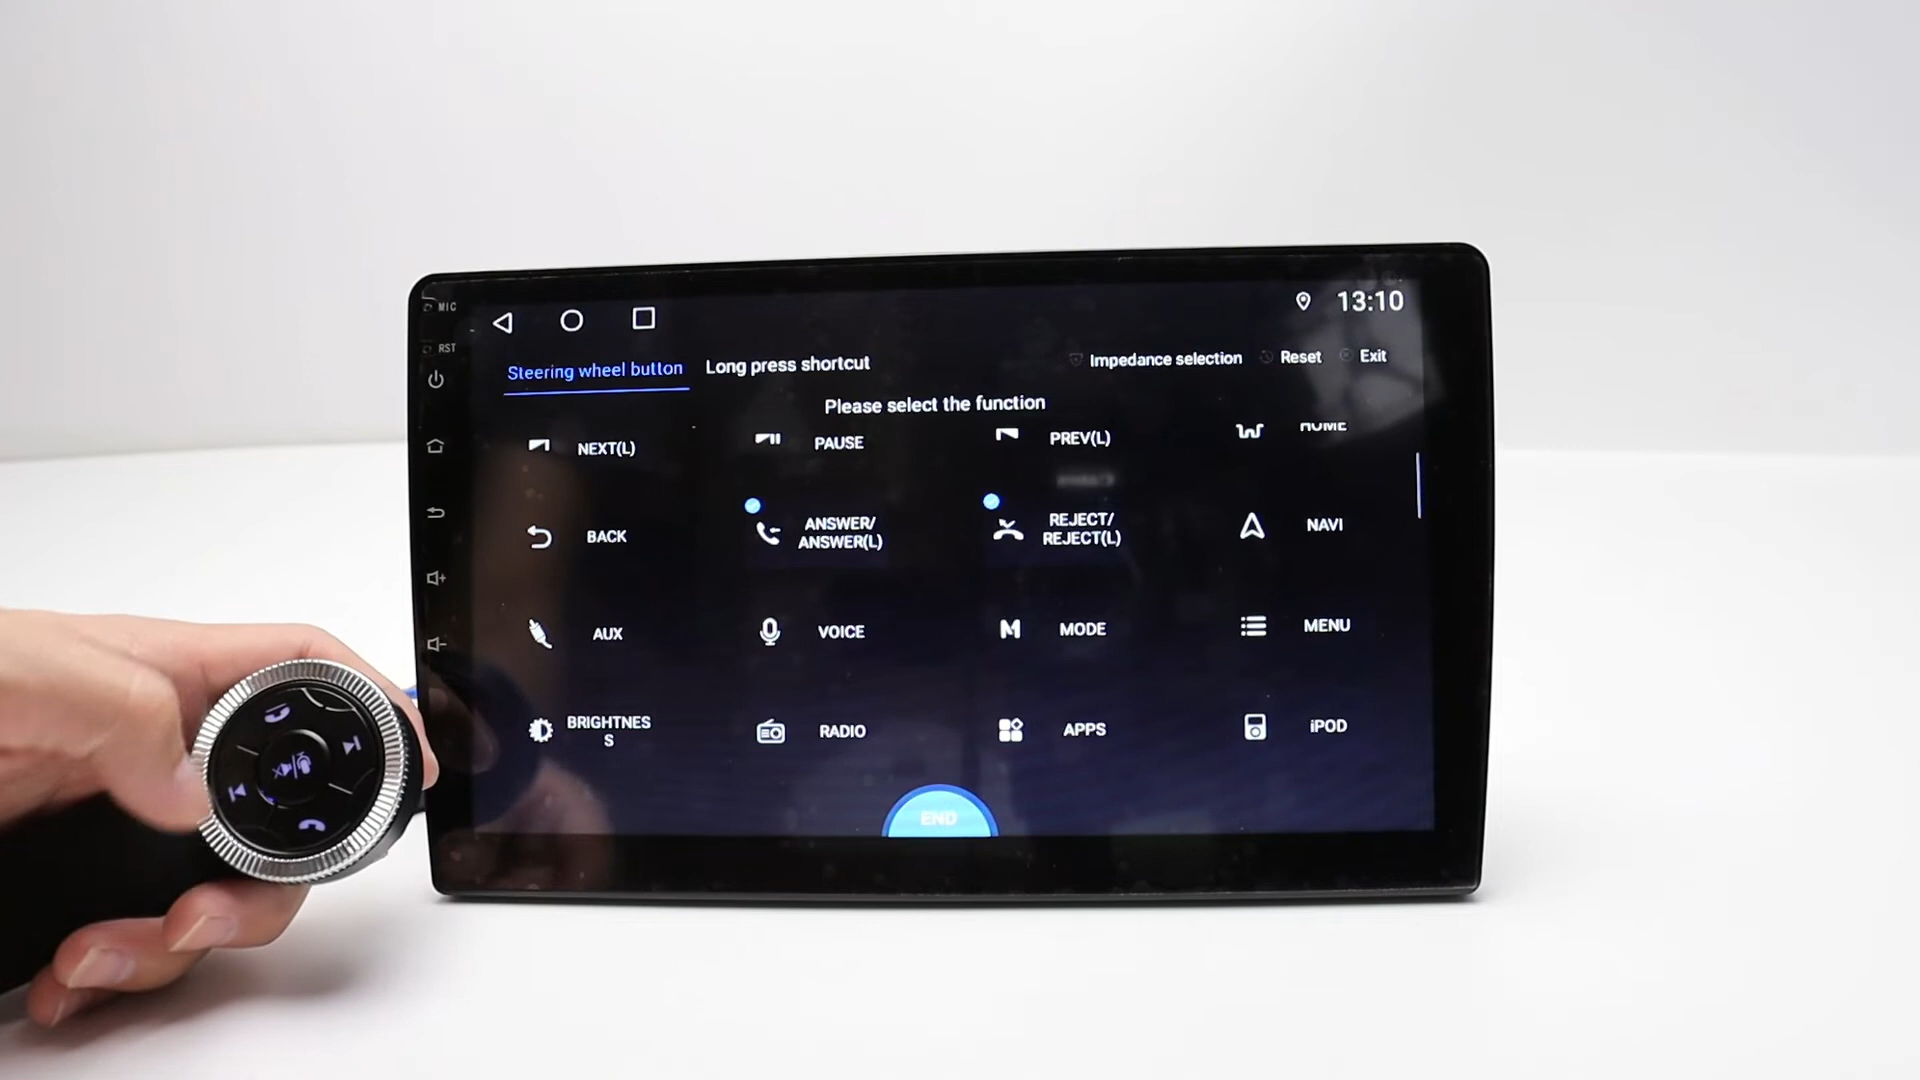 MIC
RST
13:10
Steering wheel button
Long press shortcut
Impedance selection
Reset
Exit
Please select the function
NEXT(L)
PAUSE
PREV(L)
HOME
BACK
ANSWER/
ANSWER(L)
REJECT/
REJECT(L)
NAVI
AUX
VOICE
MODE
MENU
BRIGHTNES
S
RADIO
APPS
iPOD
END